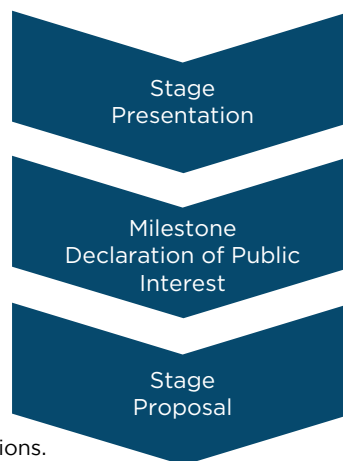 Stage
Presentation
Milestone
Declaration of Public
Interest
Stage
Proposal
ions.